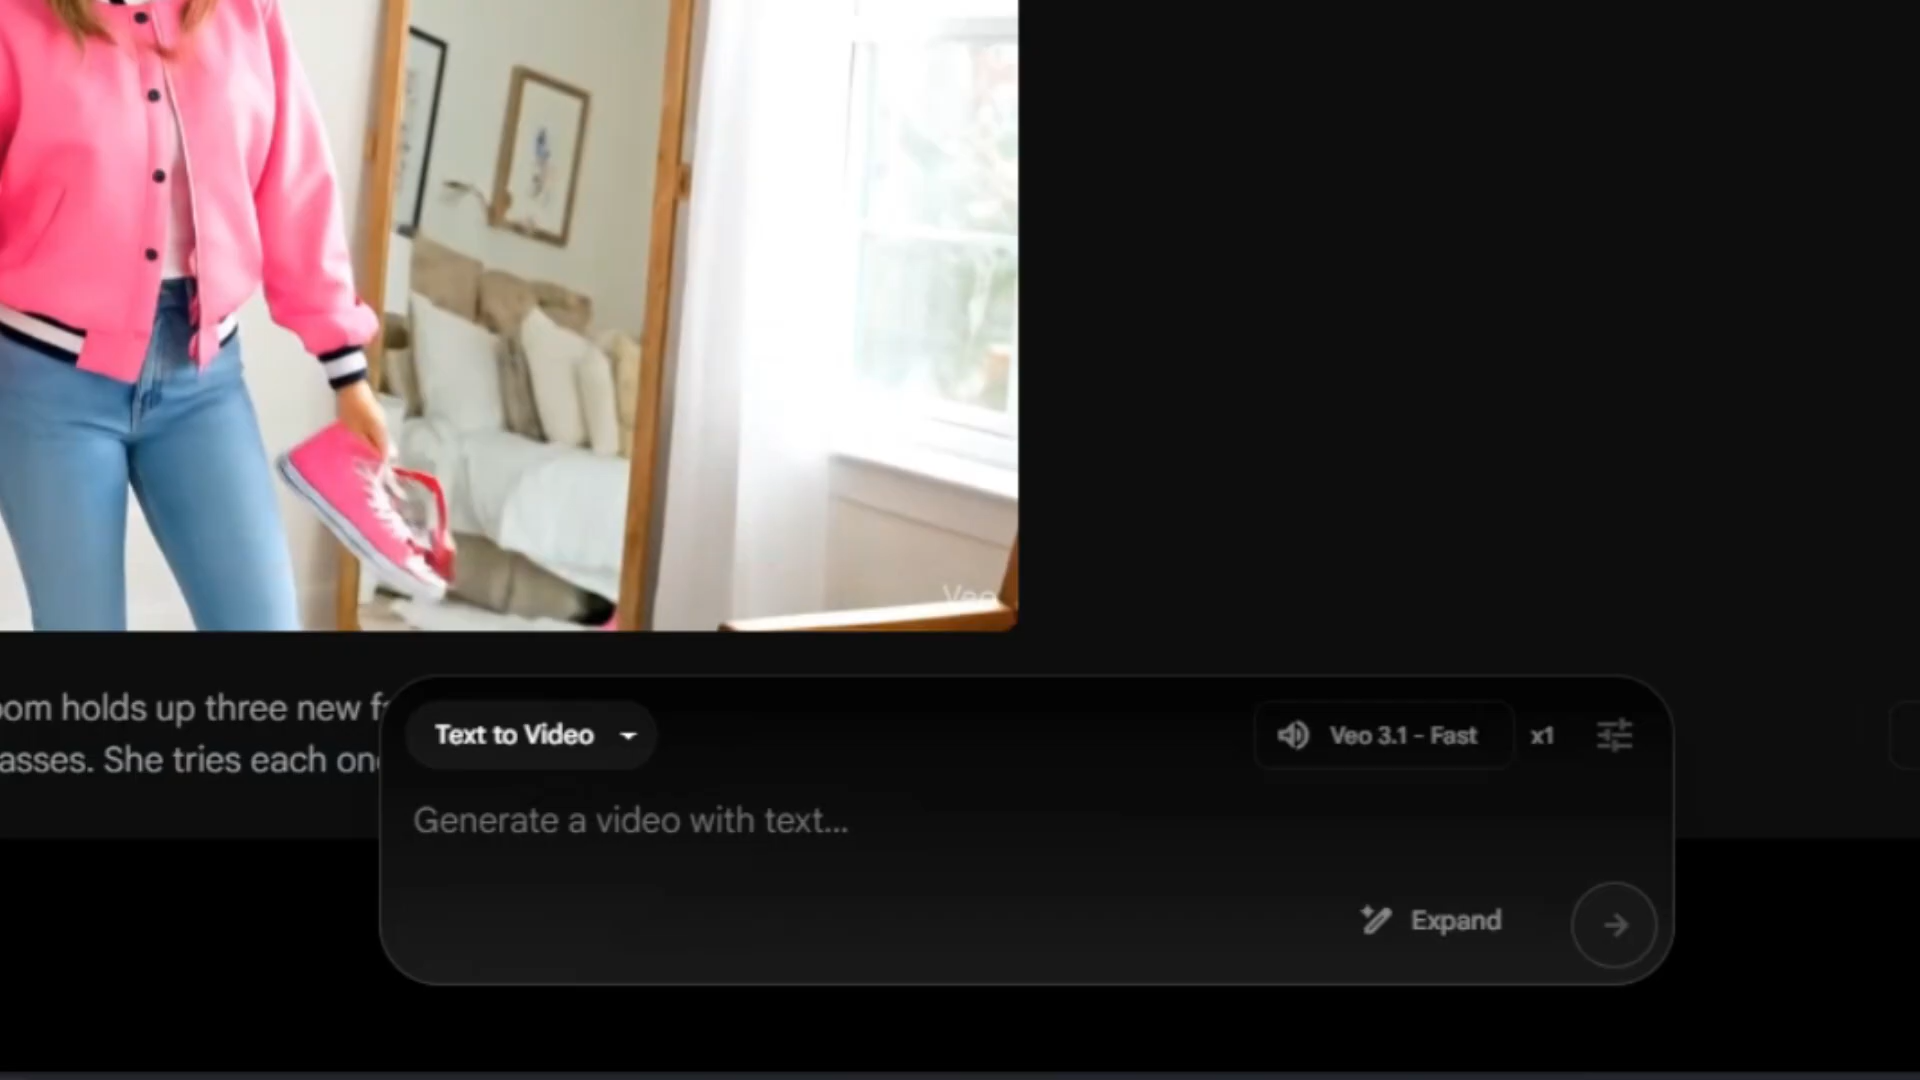 Veo
oom holds up three new f
asses. She tries each on
Text to Video
Veo 3.1 - Fast
x1
Generate a video with text...
Expand